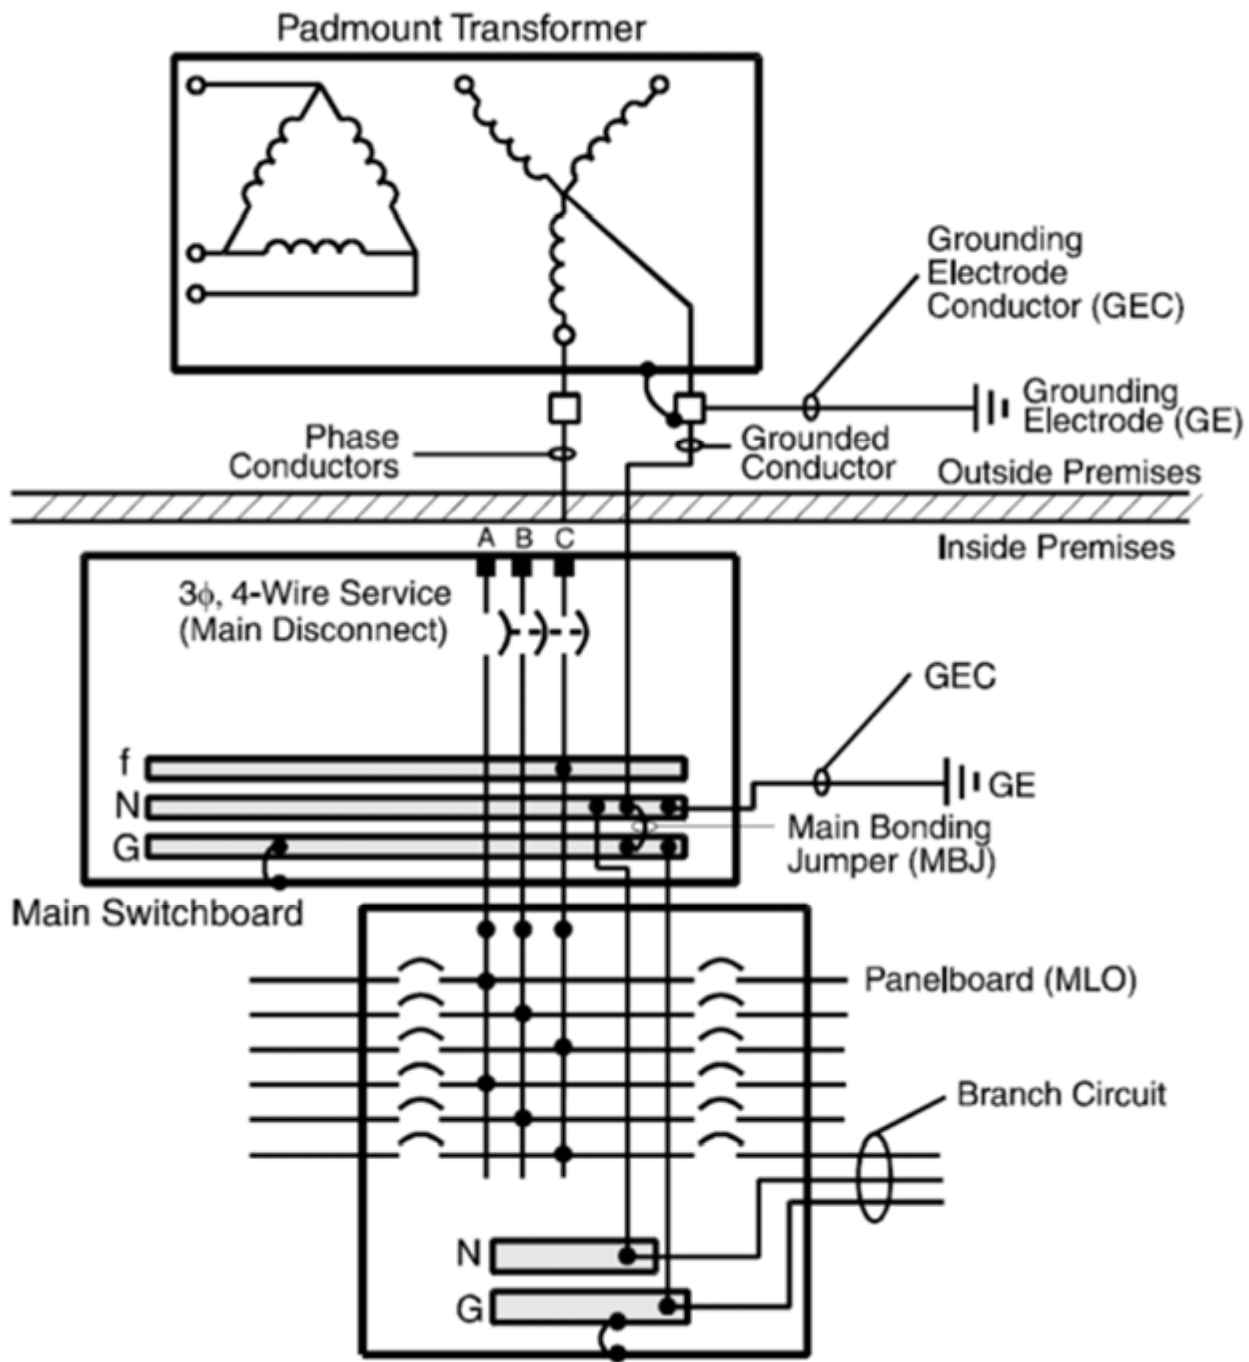 Padmount Transformer
Grounding
Electrode
Conductor (GEC)
Grounding
Electrode (GE)
Phase
Conductors
Grounded
Conductor
Outside Premises
Inside Premises
A B C
3ϕ, 4-Wire Service
(Main Disconnect)
GEC
f
N
GE
G
Main Bonding
Jumper (MBJ)
Main Switchboard
Panelboard (MLO)
Branch Circuit
N
G